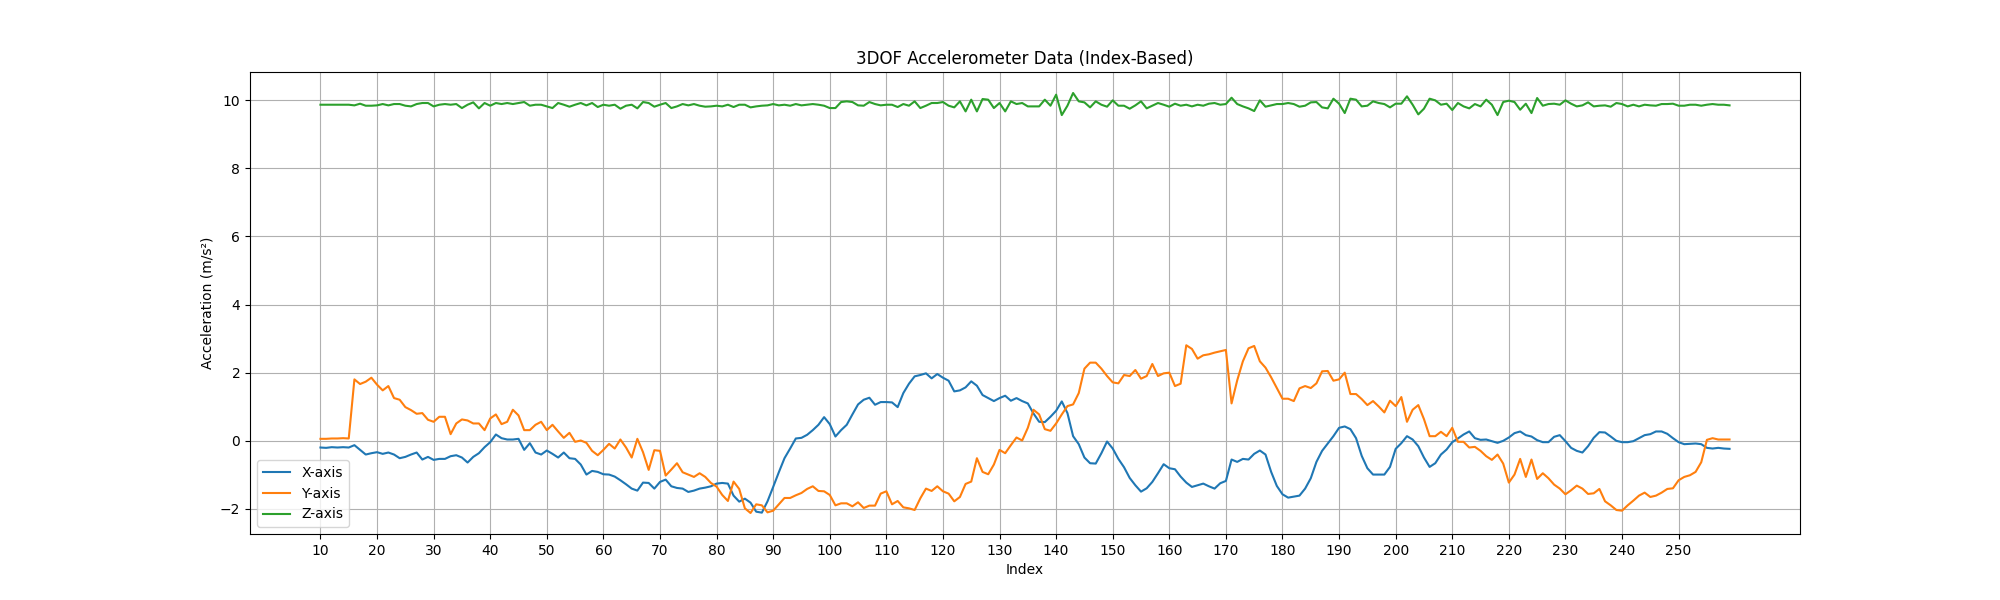 3DOF Accelerometer Data (Index-Based)
Acceleration (m/s²)
10
8
6
4
2
0
−2
X-axis
Y-axis
Z-axis
10 20 30 40 50 60 70 80 90 100 110 120 130 140 150 160 170 180 190 200 210 220 230 240 250
Index